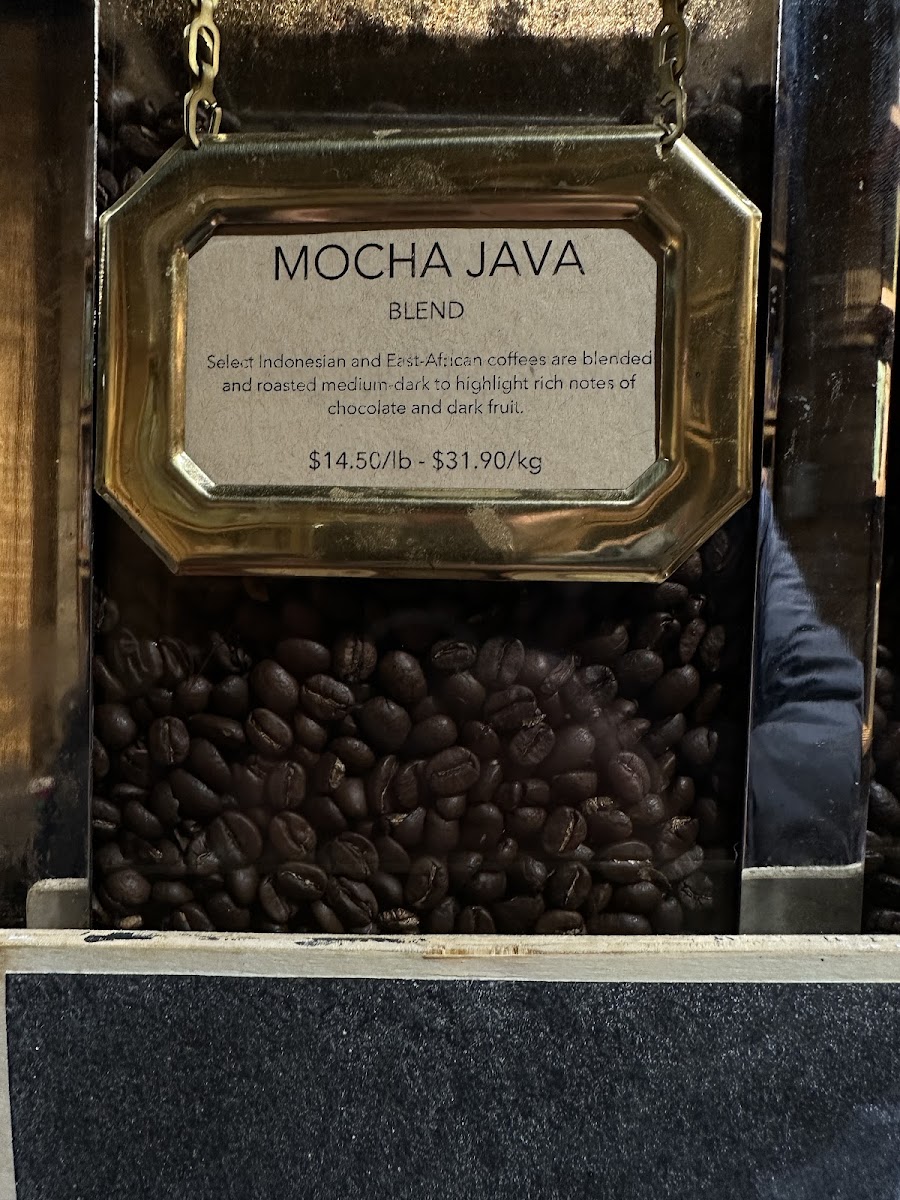 MOCHA JAVA
BLEND
Select Indonesian and East-African coffees are blended
and roasted medium-dark to highlight rich notes of
chocolate and dark fruit.
$14.50/lb - $31.90/kg